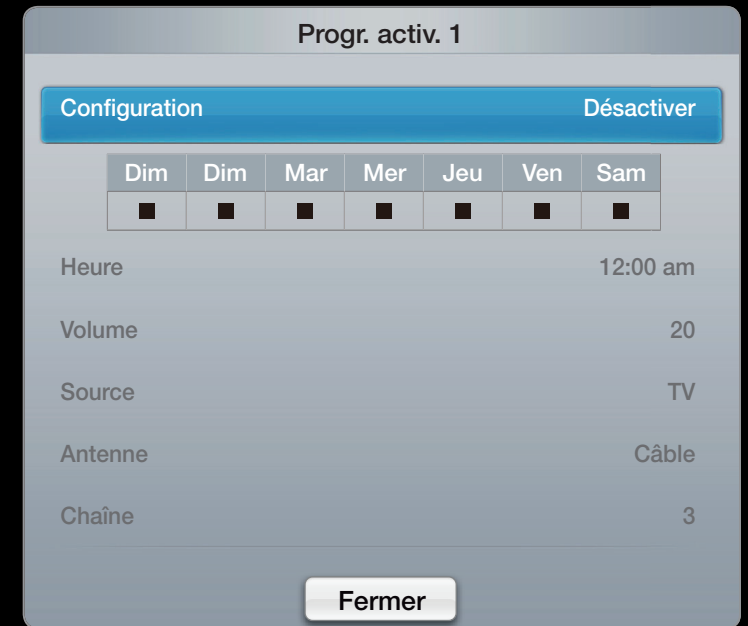 Progr. activ. 1
Configuration Désactiver
Dim Dim Mar Mer Jeu Ven Sam
Heure 12:00 am
Volume 20
Source TV
Antenne Câble
Chaîne 3
Fermer